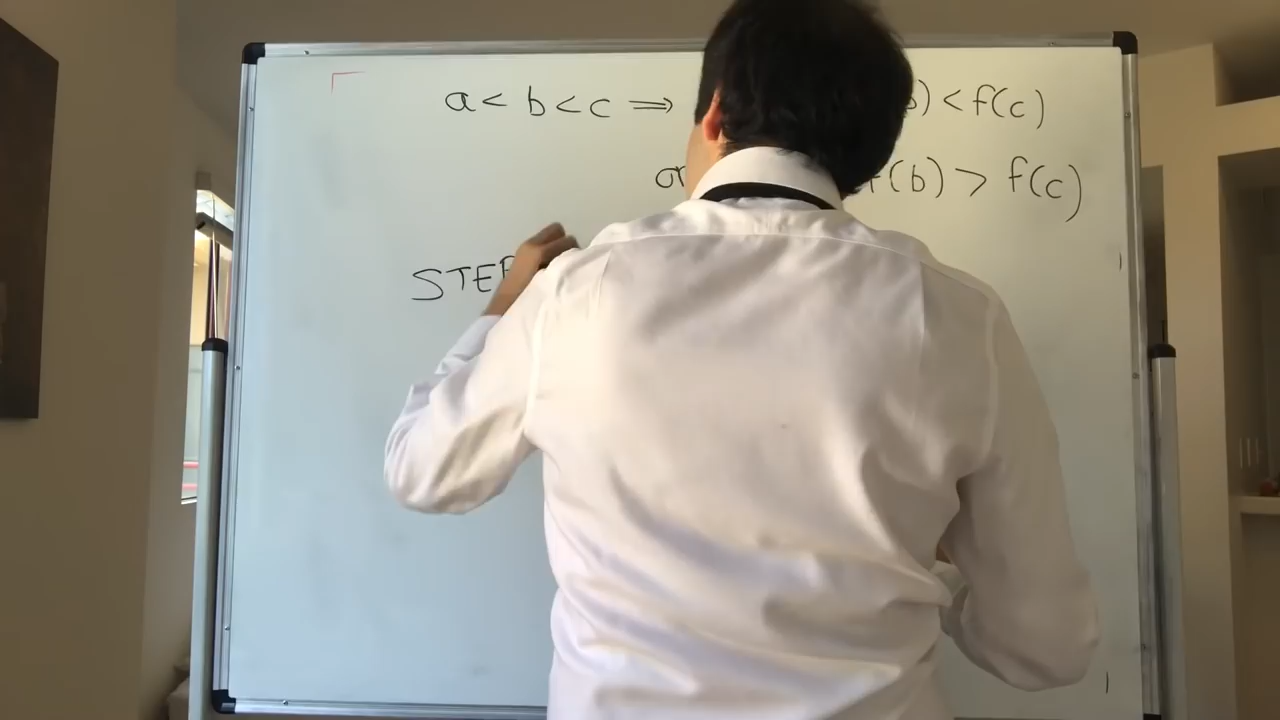 a < b < c ⟹ b) < f(c)
or f(b) > f(c)
STEP